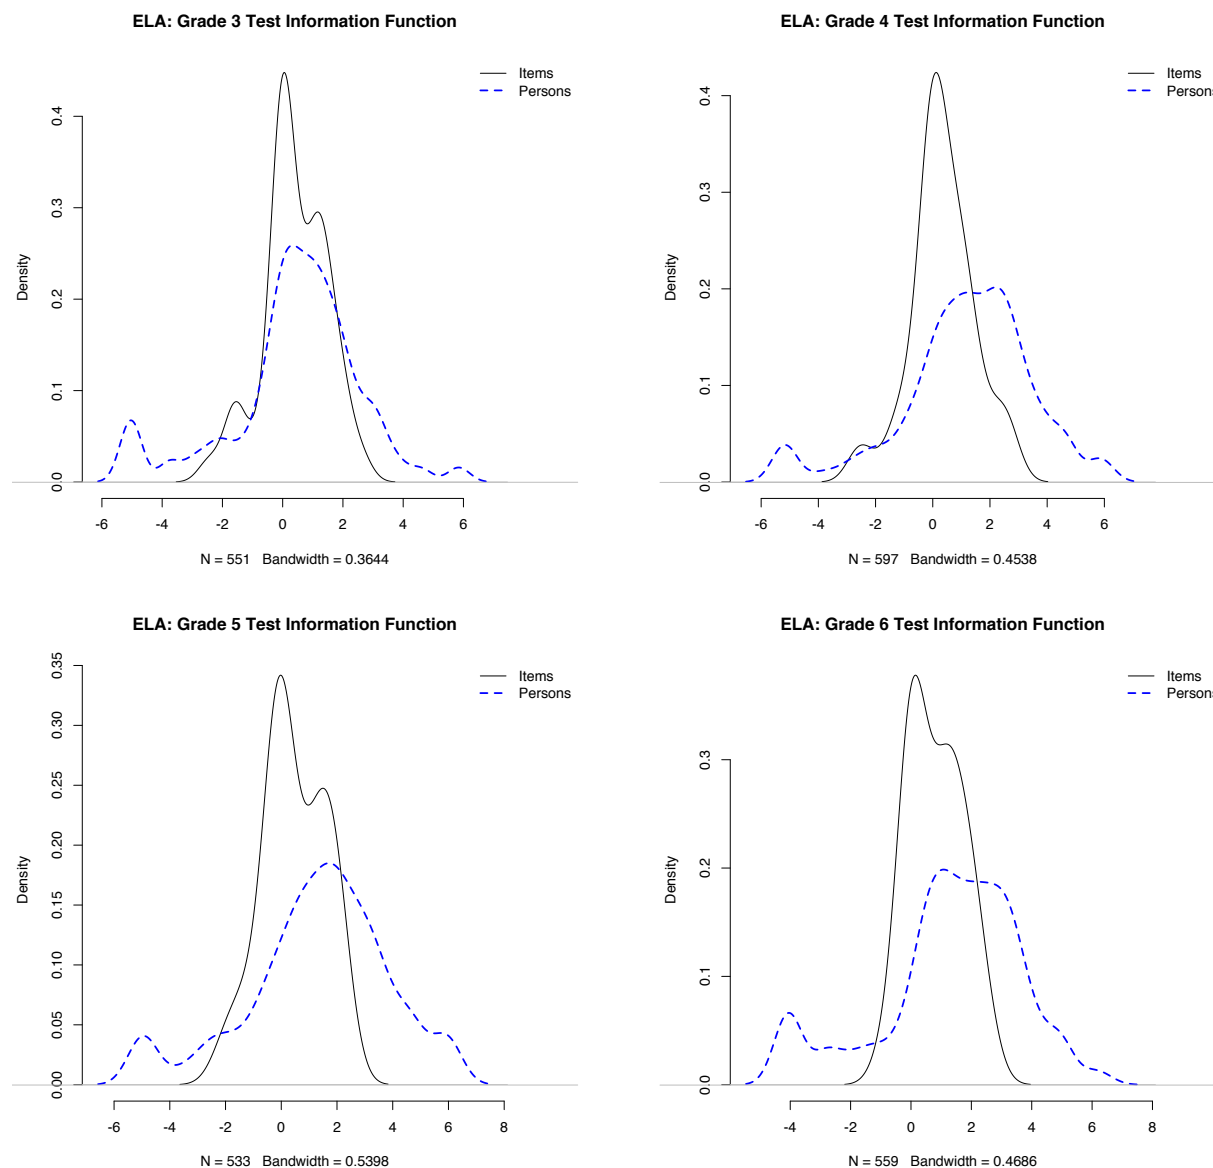 ELA: Grade 3 Test Information Function
Items
Persons
Density
0.0 0.1 0.2 0.3 0.4
-6 -4 -2 0 2 4 6
N = 551 Bandwidth = 0.3644
ELA: Grade 4 Test Information Function
Items
Persons
Density
0.0 0.1 0.2 0.3 0.4
-6 -4 -2 0 2 4 6
N = 597 Bandwidth = 0.4538
ELA: Grade 5 Test Information Function
Items
Persons
Density
0.00 0.05 0.10 0.15 0.20 0.25 0.30 0.35
-6 -4 -2 0 2 4 6 8
N = 533 Bandwidth = 0.5398
ELA: Grade 6 Test Information Function
Items
Persons
Density
0.0 0.1 0.2 0.3
-4 -2 0 2 4 6 8
N = 559 Bandwidth = 0.4686